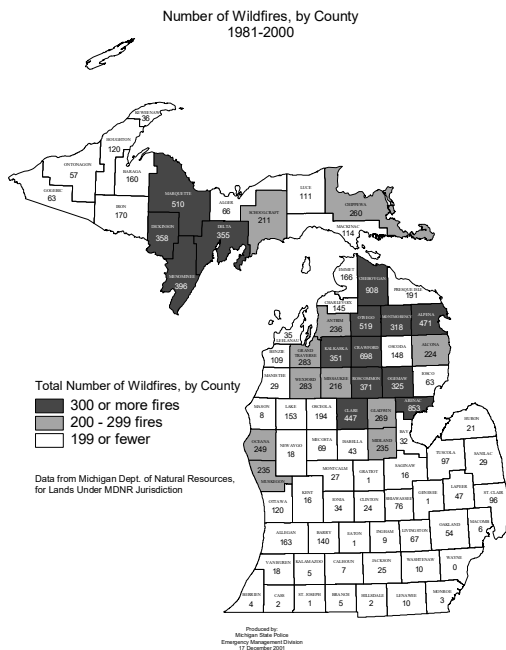 Number of Wildfires, by County
1981-2000
KEWEENAW
36
HOUGHTON
120
ONTONAGON
57
BARAGA
160
GOGEBIC
63
IRON
170
MARQUETTE
510
DICKINSON
358
MENOMINEE
396
DELTA
355
ALGER
66
SCHOOLCRAFT
211
LUCE
111
CHIPPEWA
260
MACKINAC
114
EMMET
166
CHEBOYGAN
908
PRESQUE ISLE
191
CHARLEVOIX
145
ANTRIM
236
OTSEGO
519
MONTMORENCY
318
ALPENA
471
35
LEELANAU
BENZIE
109
GRAND
TRAVERSE
283
KALKASKA
351
CRAWFORD
698
OSCODA
148
ALCONA
224
MANISTEE
29
WEXFORD
283
MISSAUKEE
216
ROSCOMMON
371
OGEMAW
325
IOSCO
63
ARENAC
853
MASON
8
LAKE
153
OSCEOLA
194
CLARE
447
GLADWIN
269
HURON
21
OCEANA
249
NEWAYGO
18
MECOSTA
69
ISABELLA
43
MIDLAND
235
BAY
32
TUSCOLA
97
SANILAC
29
235
MUSKEGON
MONTCALM
27
GRATIOT
1
SAGINAW
16
OTTAWA
120
KENT
16
IONIA
34
CLINTON
24
SHIAWASSEE
76
GENESEE
1
LAPEER
47
ST. CLAIR
96
ALLEGAN
163
BARRY
140
EATON
1
INGHAM
9
LIVINGSTON
67
OAKLAND
54
MACOMB
6
VAN BUREN
18
KALAMAZOO
5
CALHOUN
7
JACKSON
25
WASHTENAW
10
WAYNE
0
BERRIEN
4
CASS
2
ST. JOSEPH
1
BRANCH
5
HILLSDALE
2
LENAWEE
10
MONROE
3
Total Number of Wildfires, by County
300 or more fires
200 - 299 fires
199 or fewer
Data from Michigan Dept. of Natural Resources,
for Lands Under MDNR Jurisdiction
Produced by:
Michigan State Police
Emergency Management Division
17 December 2001